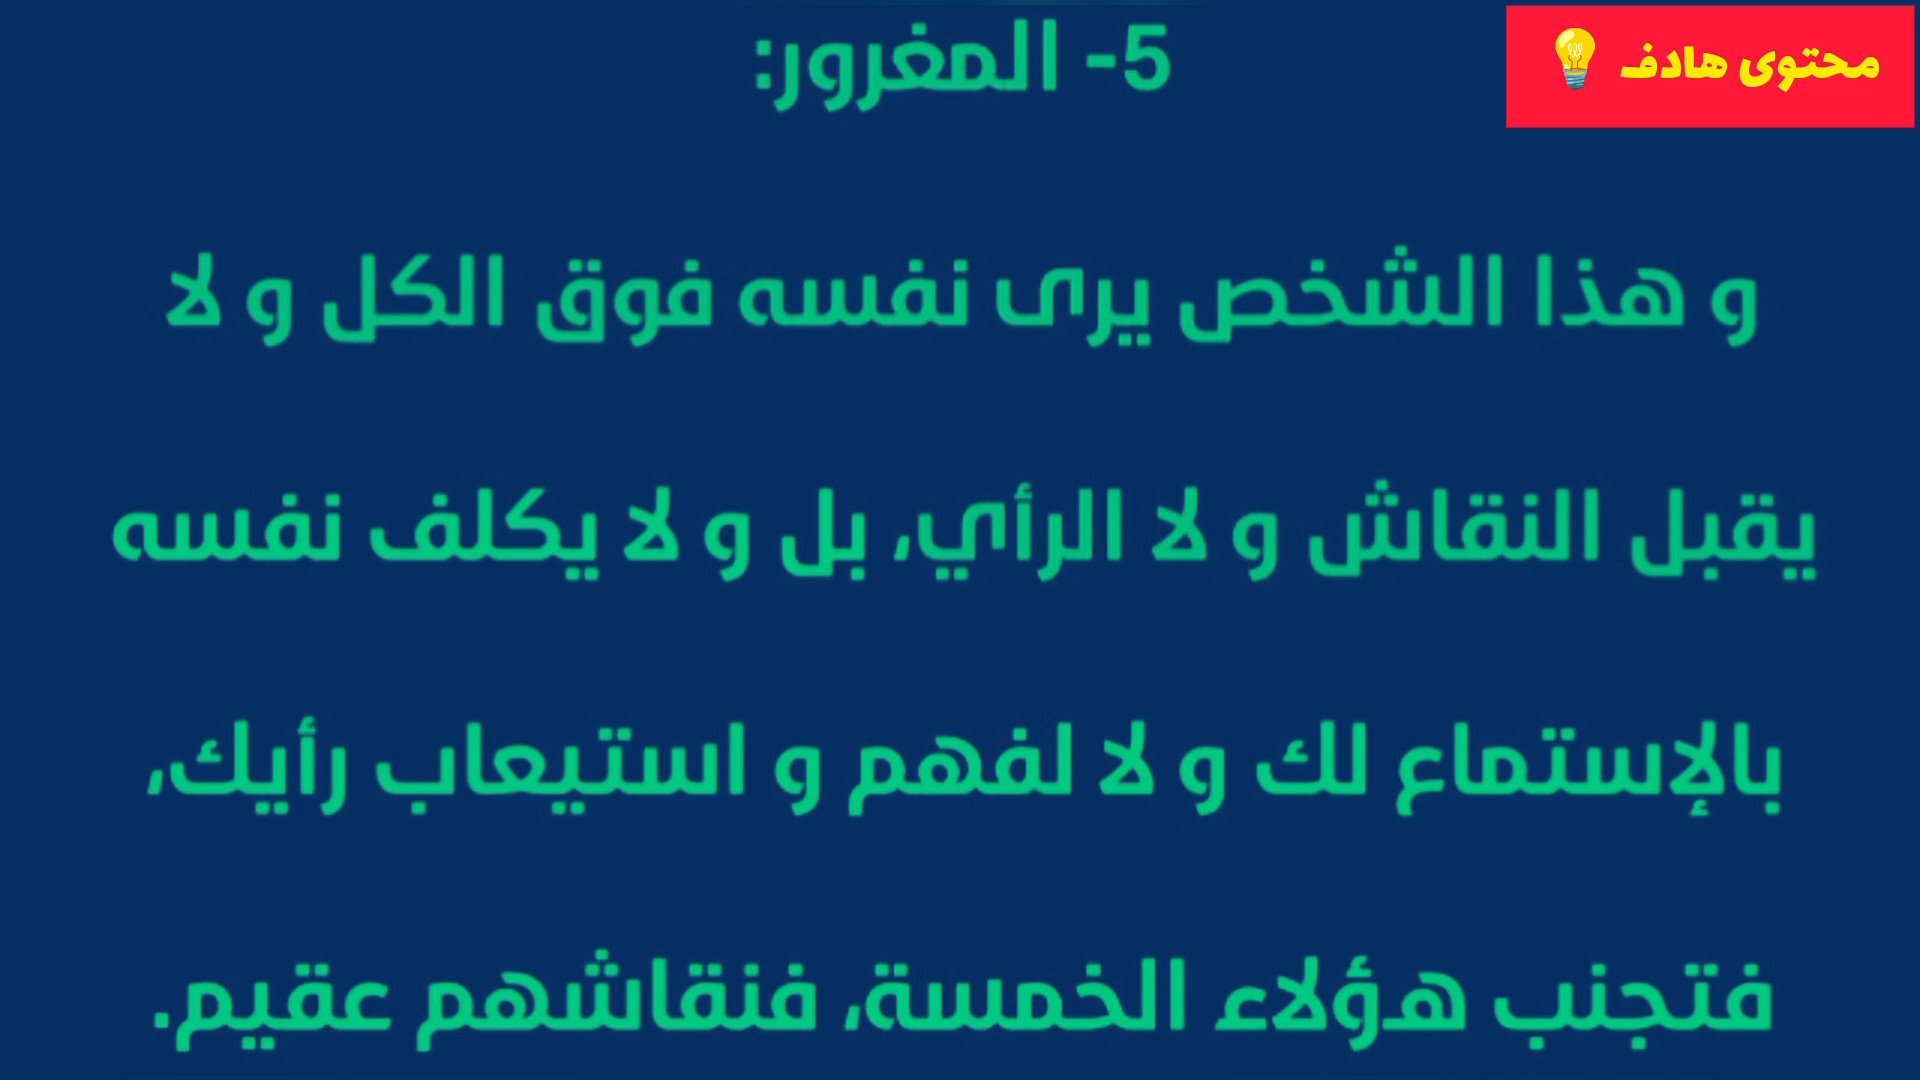 محتوى هادف
5- المغرور:
و هذا الشخص يرى نفسه فوق الكل و لا
يقبل النقاش و لا الرأي، بل و لا يكلف نفسه
بالإستماع لك و لا لفهم و استيعاب رأيك،
فتجنب هؤلاء الخمسة، فنقاشهم عقيم.